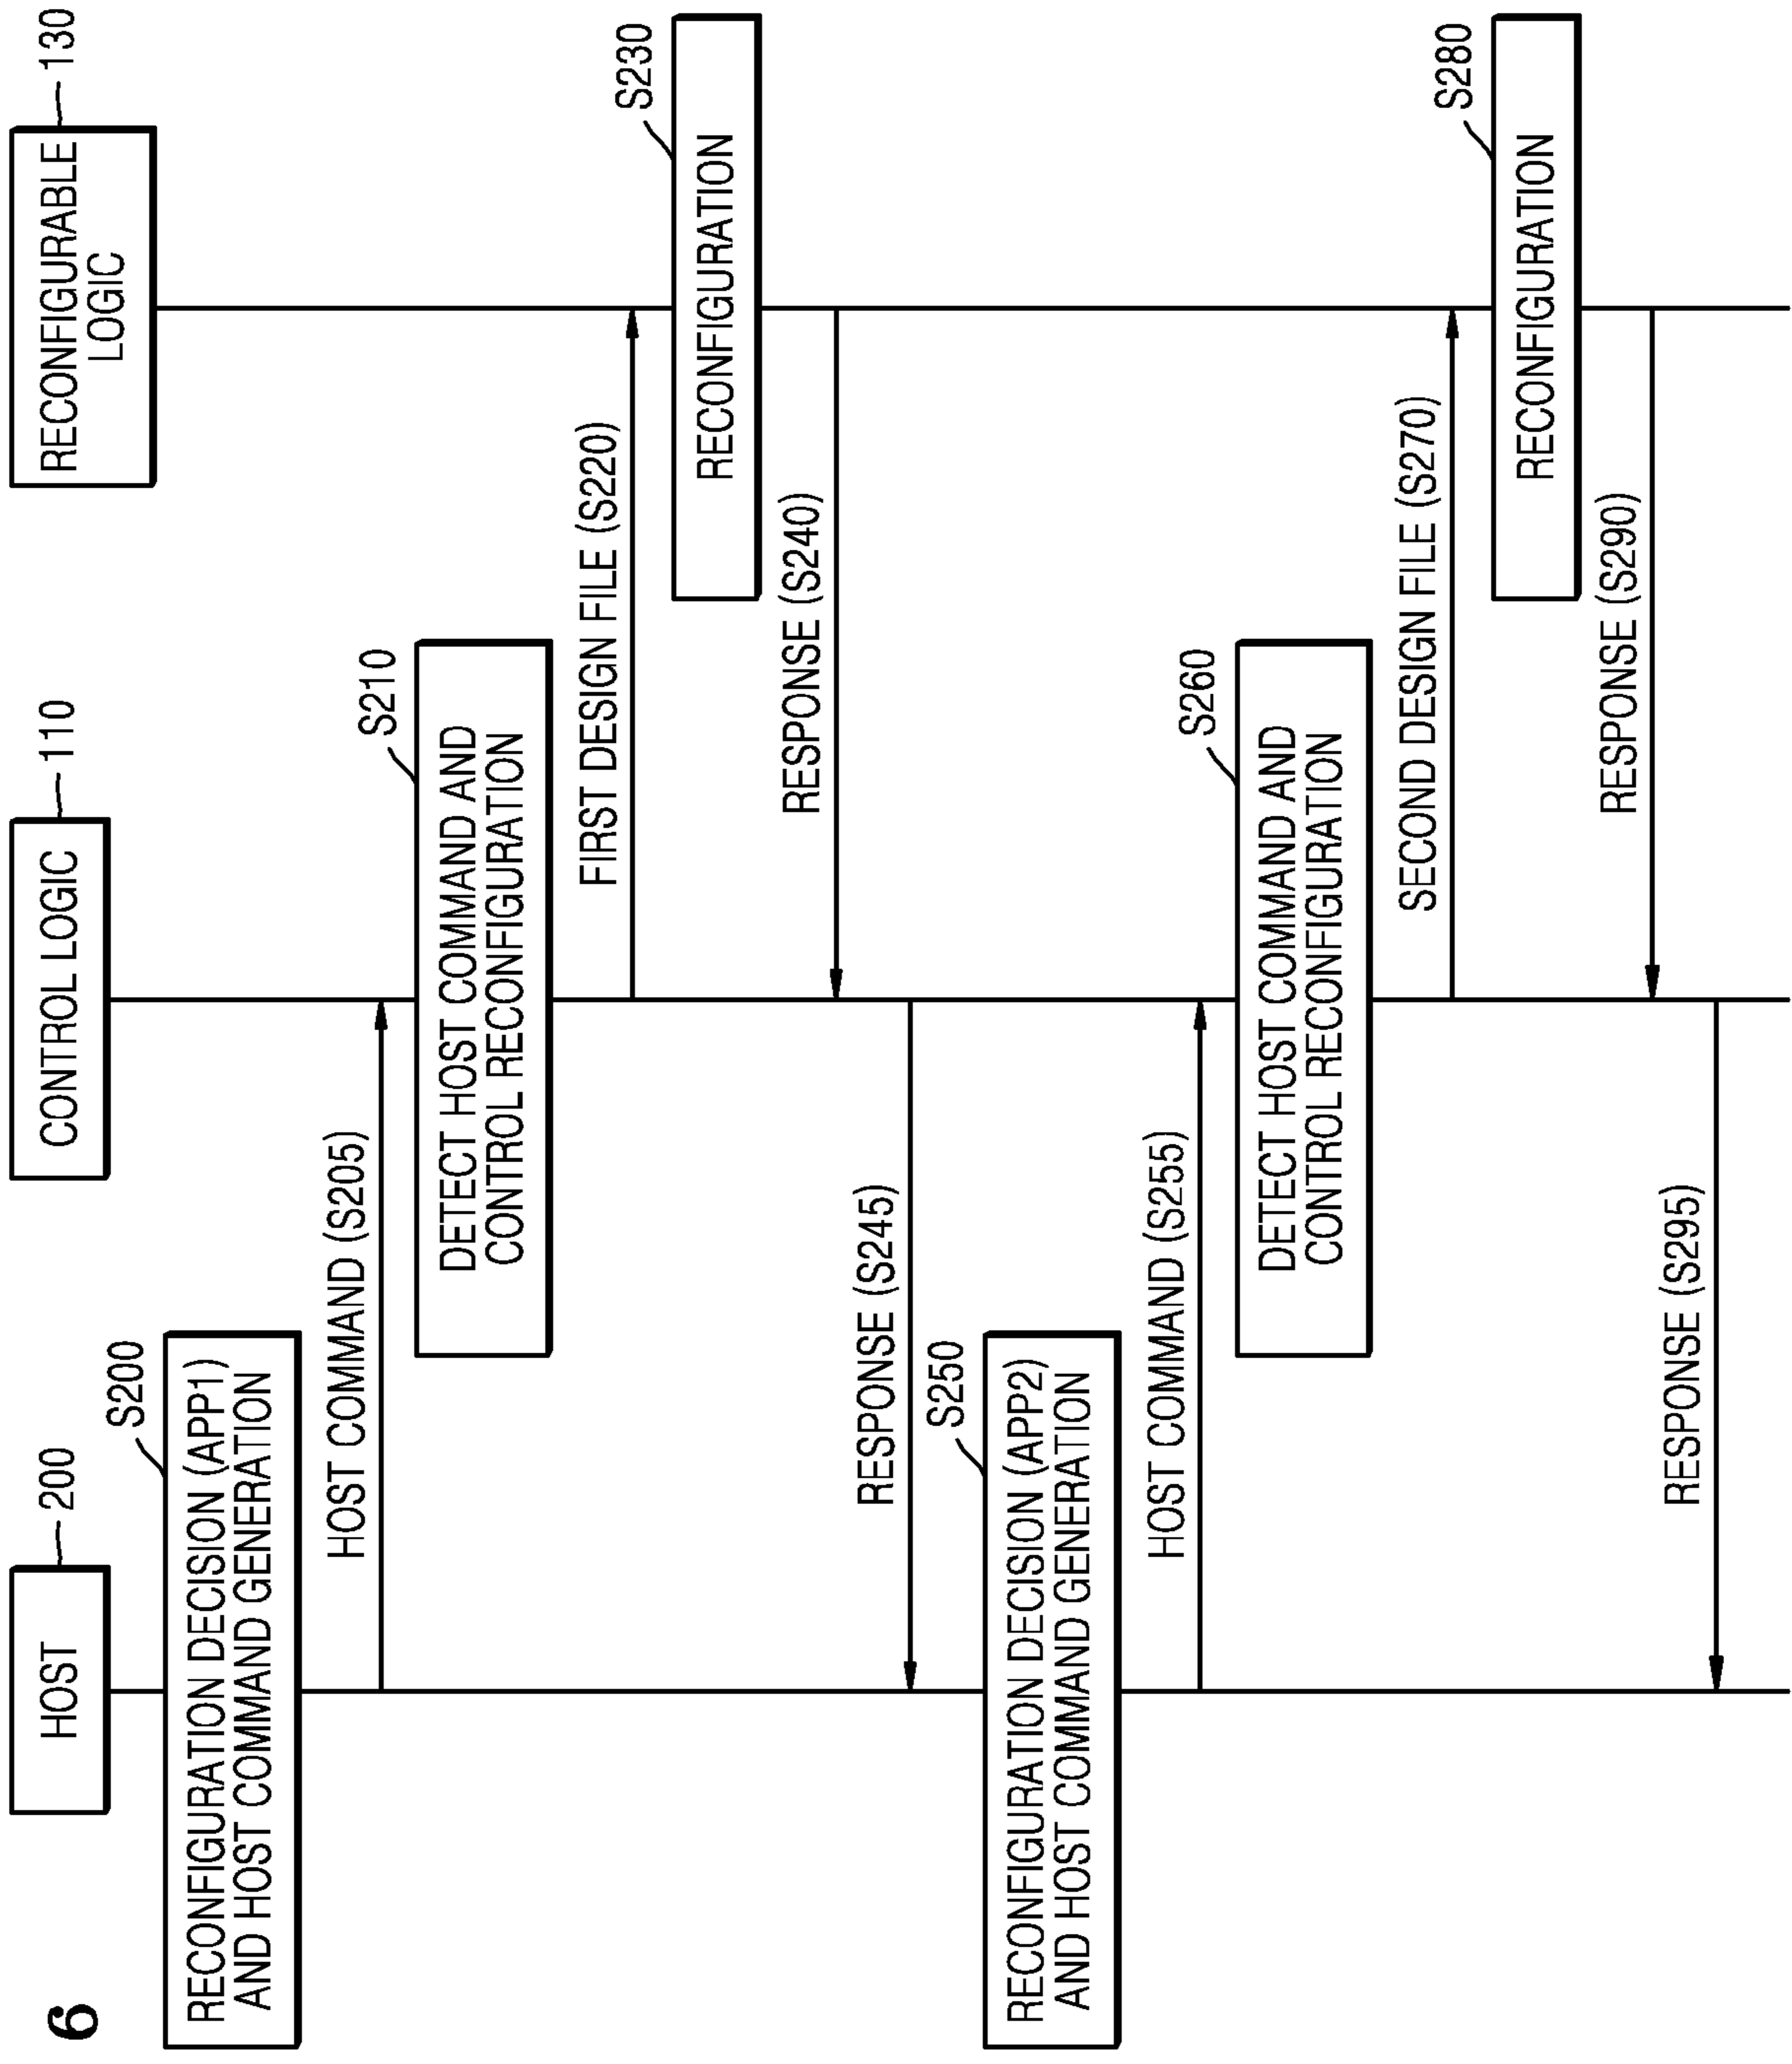 6
HOST
200
CONTROL LOGIC
110
RECONFIGURABLE
LOGIC
130
S200
RECONFIGURATION DECISION (APP1)
AND HOST COMMAND GENERATION
HOST COMMAND (S205)
S210
DETECT HOST COMMAND AND
CONTROL RECONFIGURATION
FIRST DESIGN FILE (S220)
S230
RECONFIGURATION
RESPONSE (S240)
RESPONSE (S245)
S250
RECONFIGURATION DECISION (APP2)
AND HOST COMMAND GENERATION
HOST COMMAND (S255)
S260
DETECT HOST COMMAND AND
CONTROL RECONFIGURATION
SECOND DESIGN FILE (S270)
S280
RECONFIGURATION
RESPONSE (S290)
RESPONSE (S295)